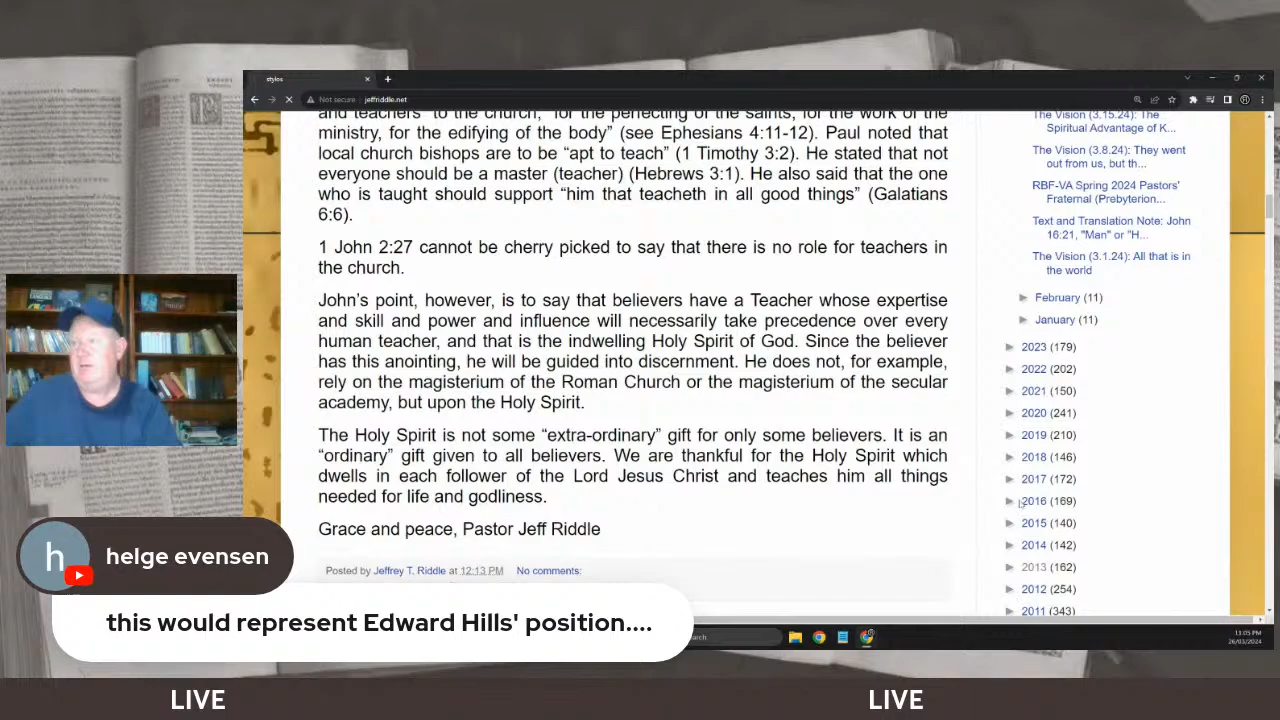 stylos
Not secure
jeffriddle.net
and teachers" to the church, "for the perfecting of the saints, for the work of the
ministry, for the edifying of the body" (see Ephesians 4:11-12). Paul noted that
local church bishops are to be “apt to teach” (1 Timothy 3:2). He stated that not
everyone should be a master (teacher) (Hebrews 3:1). He also said that the one
who is taught should support “him that teacheth in all good things” (Galatians
6:6).
1 John 2:27 cannot be cherry picked to say that there is no role for teachers in
the church.
John’s point, however, is to say that believers have a Teacher whose expertise
and skill and power and influence will necessarily take precedence over every
human teacher, and that is the indwelling Holy Spirit of God. Since the believer
has this anointing, he will be guided into discernment. He does not, for example,
rely on the magisterium of the Roman Church or the magisterium of the secular
academy, but upon the Holy Spirit.
The Holy Spirit is not some “extra-ordinary” gift for only some believers. It is an
“ordinary” gift given to all believers. We are thankful for the Holy Spirit which
dwells in each follower of the Lord Jesus Christ and teaches him all things
needed for life and godliness.
Grace and peace, Pastor Jeff Riddle
Posted by Jeffrey T. Riddle at 12:13 PM No comments:
The Vision (3.15.24): The
Spiritual Advantage of K...
The Vision (3.8.24): They went
out from us, but th...
RBF-VA Spring 2024 Pastors'
Fraternal (Prebyterion...
Text and Translation Note: John
16:21, "Man" or "H...
The Vision (3.1.24): All that is in
the world
February (11)
January (11)
2023 (179)
2022 (202)
2021 (150)
2020 (241)
2019 (210)
2018 (146)
2017 (172)
2016 (169)
2015 (140)
2014 (142)
2013 (162)
2012 (254)
2011 (343)
h
helge evensen
this would represent Edward Hills' position....
arch
13:05 PM
26/03/2024
LIVE
LIVE